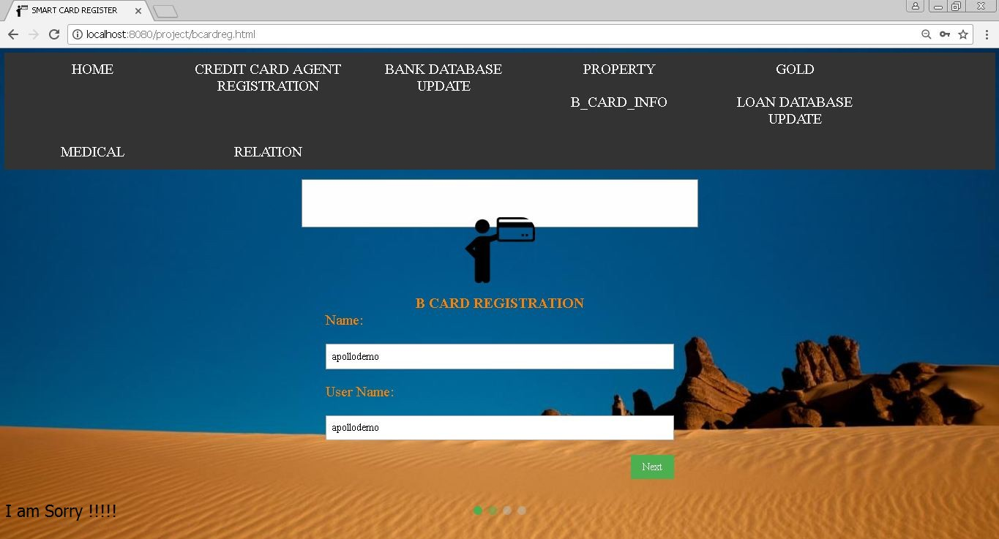 SMART CARD REGISTER
localhost:8080/project/bcardreg.html
HOME
CREDIT CARD AGENT
REGISTRATION
BANK DATABASE
UPDATE
PROPERTY
GOLD
B_CARD_INFO
LOAN DATABASE
UPDATE
MEDICAL
RELATION
B CARD REGISTRATION
Name:
apollodemo
User Name:
apollodemo
Next
I am Sorry !!!!!